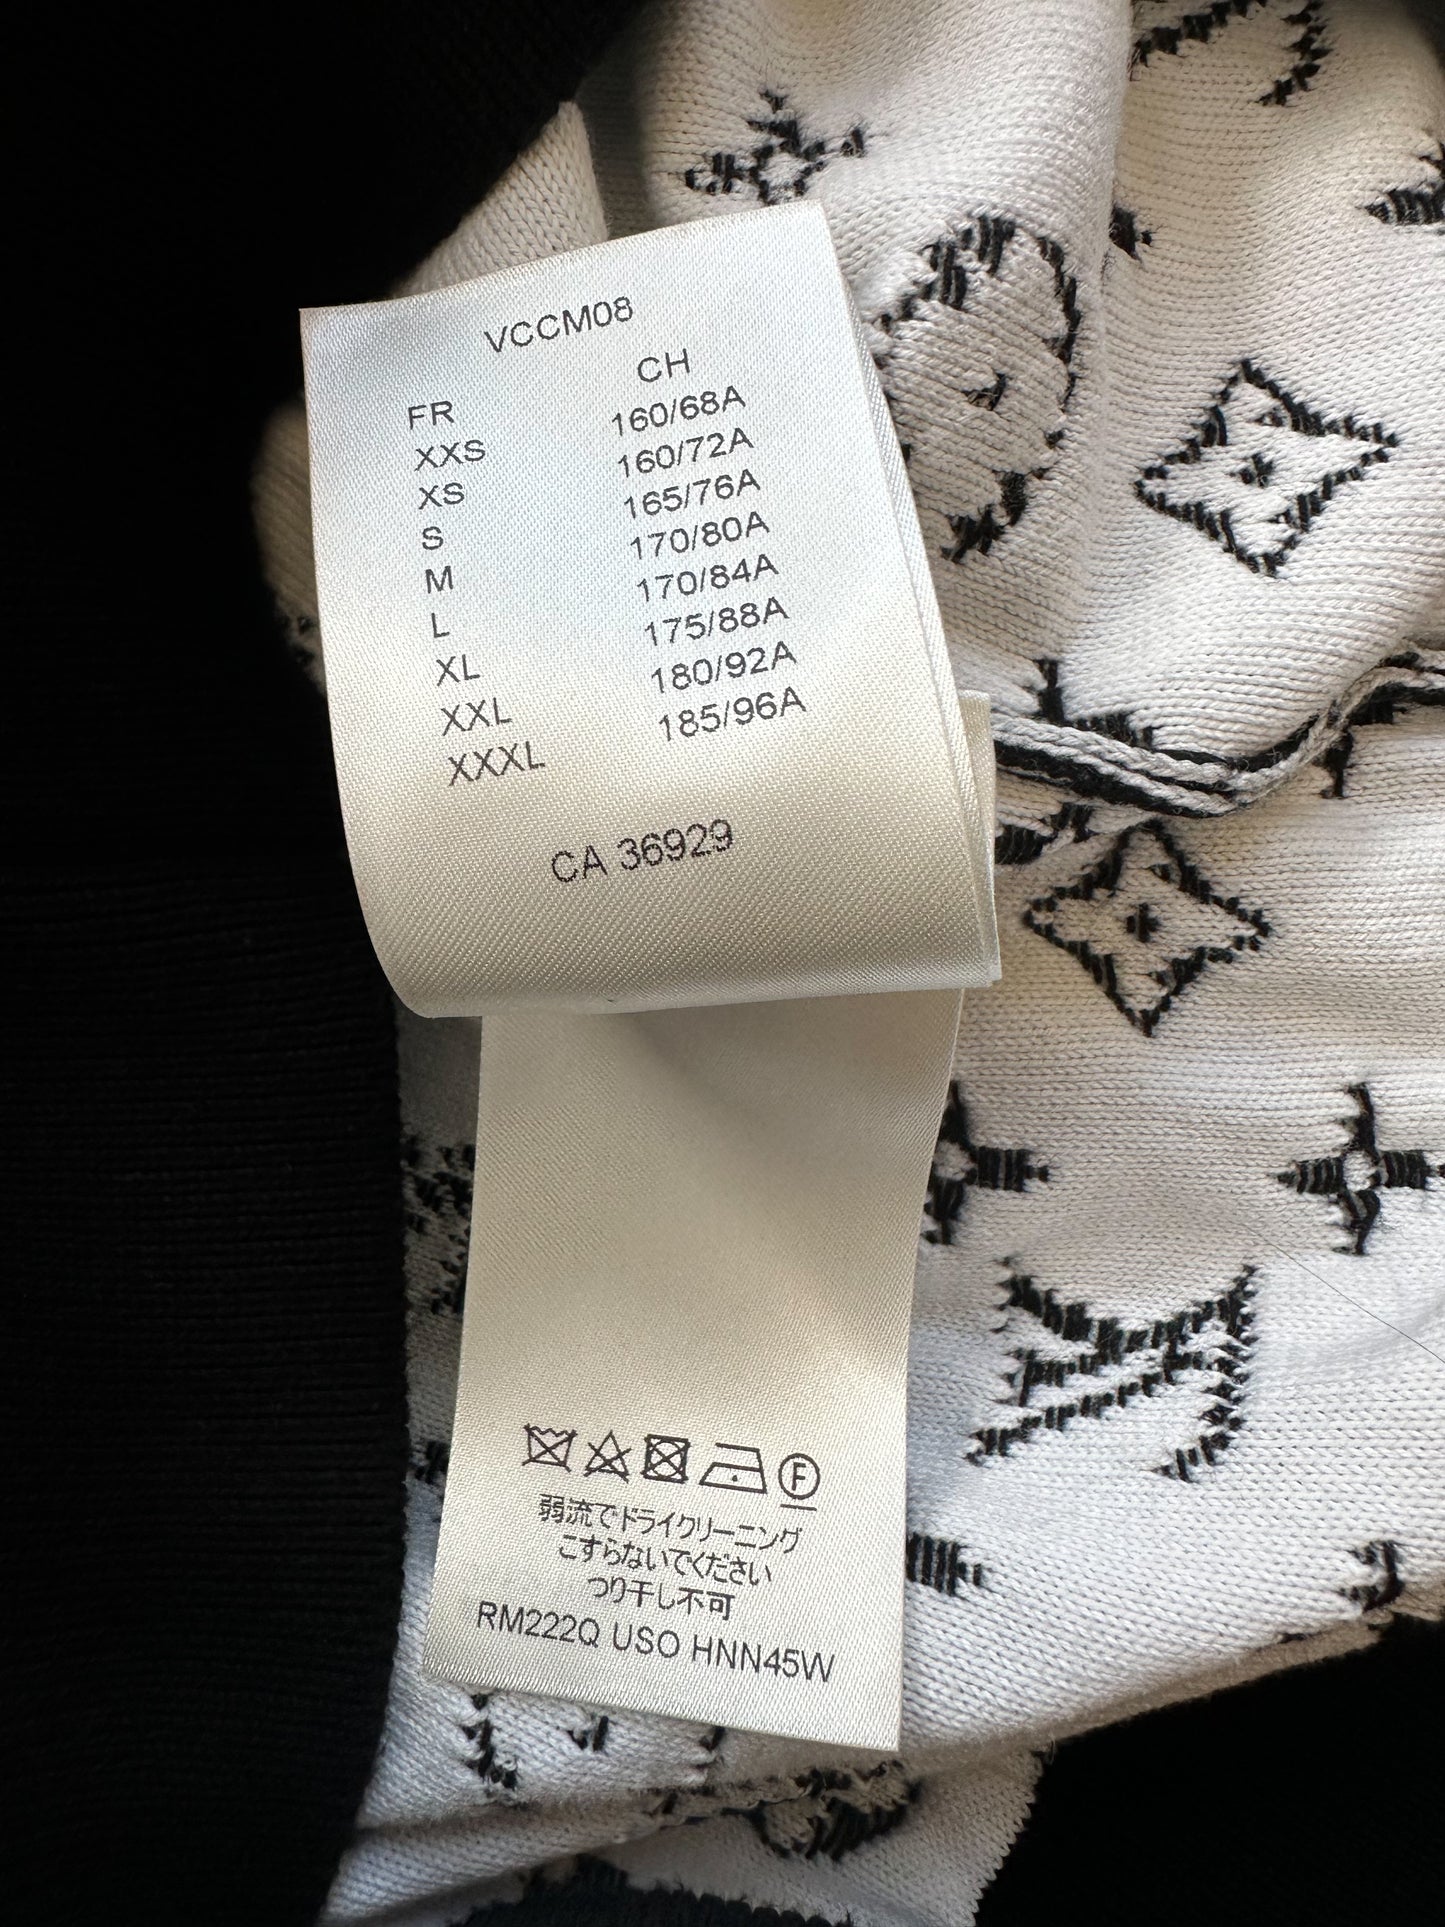 VCCM08
FR CH
XXS 160/68A
XS 160/72A
S 165/76A
M 170/80A
L 170/84A
XL 175/88A
XXL 180/92A
XXXL 185/96A
CA 36929
F
弱流でドライクリーニング
こすらないでください
つり干し不可
RM222Q USO HNN45W